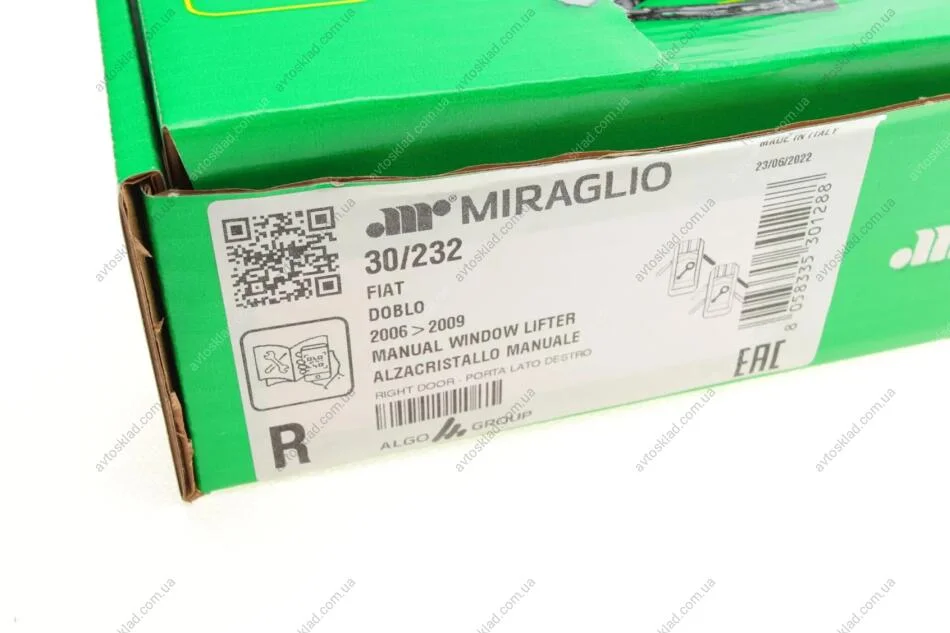 MIRAGLIO
30/232
FIAT
DOBLO
2006 > 2009
MANUAL WINDOW LIFTER
ALZACRISTALLO MANUALE
RIGHT DOOR - PORTA LATO DESTRO
ALGO GROUP
R
MADE IN ITALY
23/06/2022
8 058335 301288
EAC
avtosklad.com.ua